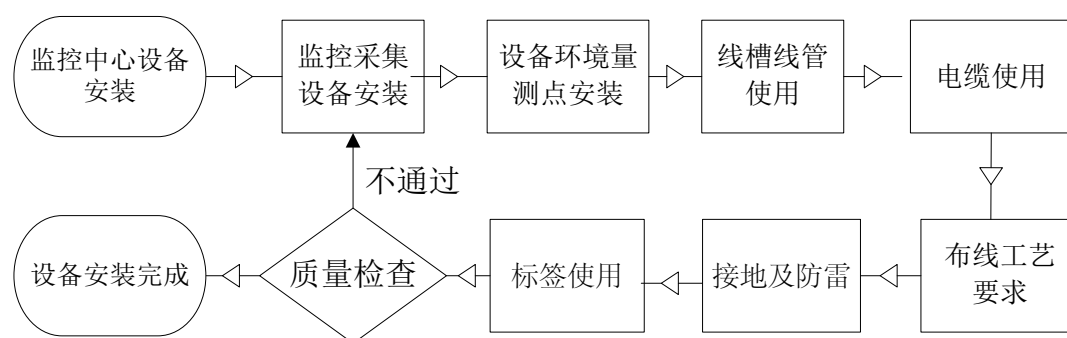 监控中心设备
安装
监控采集
设备安装
设备环境量
测点安装
线槽线管
使用
电缆使用
不通过
设备安装完成
质量检查
标签使用
接地及防雷
布线工艺
要求